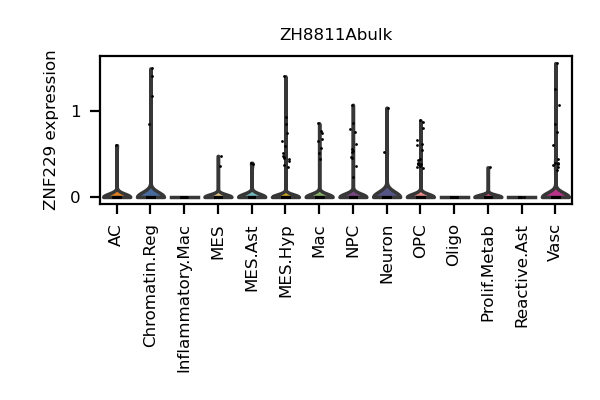 ZH8811Abulk
ZNF229 expression
1
0
AC
Chromatin.Reg
Inflammatory.Mac
MES
MES.Ast
MES.Hyp
Mac
NPC
Neuron
OPC
Oligo
Prolif.Metab
Reactive.Ast
Vasc